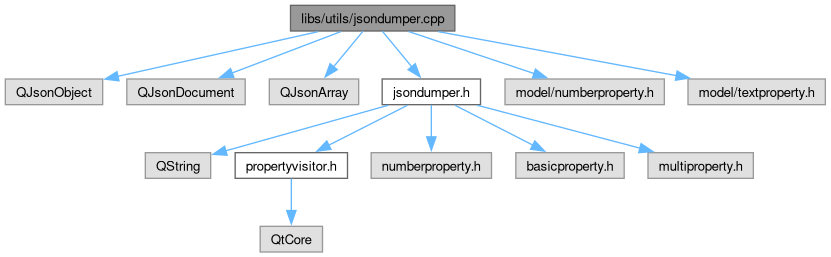 libs/utils/jsondumper.cpp
QJsonObject
QJsonDocument
QJsonArray
jsondumper.h
model/numberproperty.h
model/textproperty.h
QString
propertyvisitor.h
numberproperty.h
basicproperty.h
multiproperty.h
QtCore